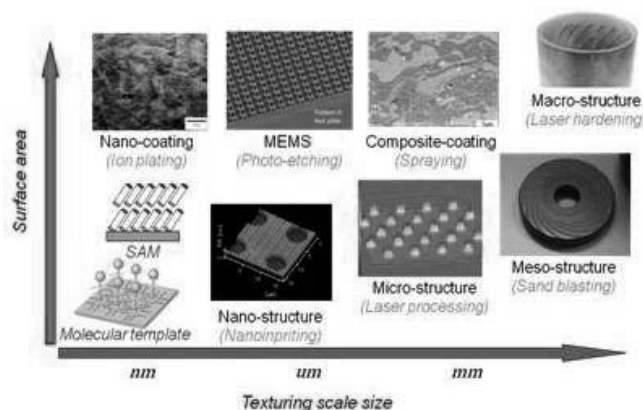 Surface area
Nano-coating
(Ion plating)
MEMS
(Photo-etching)
Composite-coating
(Spraying)
Macro-structure
(Laser hardening)
SAM
Molecular template
Nano-structure
(Nanoinpriting)
Micro-structure
(Laser processing)
Meso-structure
(Sand blasting)
nm
um
mm
Texturing scale size